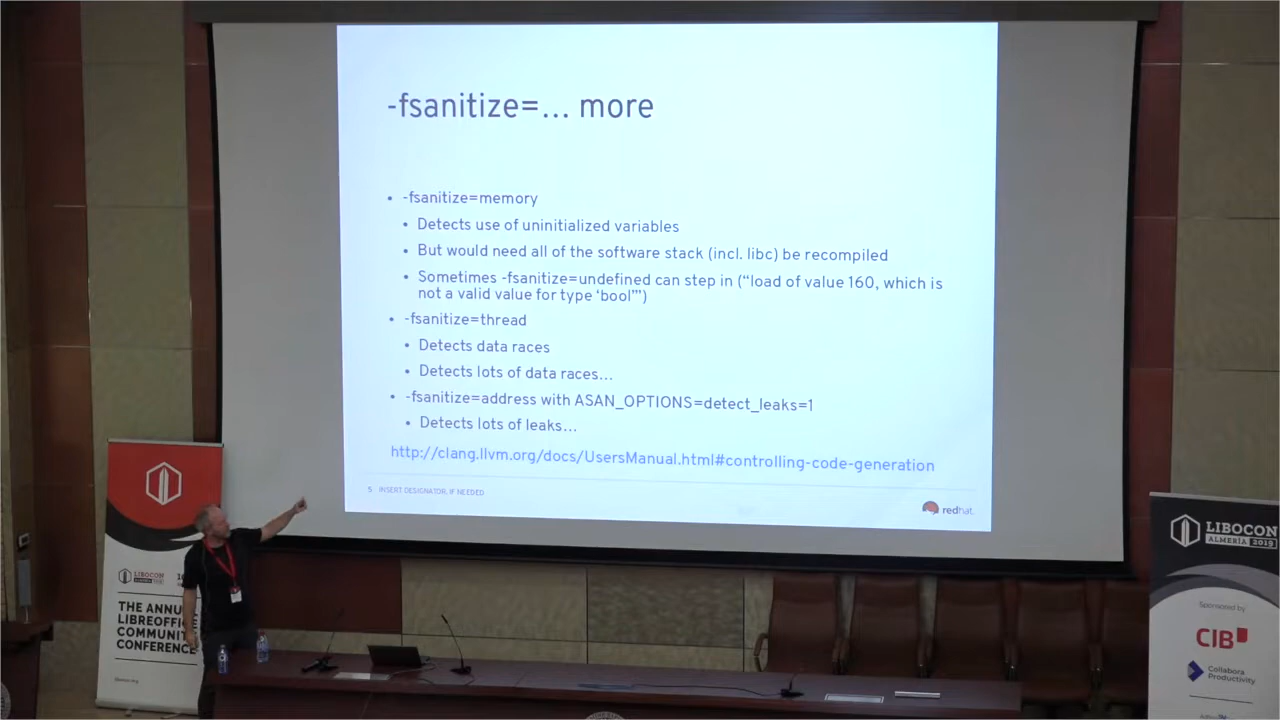 -fsanitize=… more
• -fsanitize=memory
• Detects use of uninitialized variables
• But would need all of the software stack (incl. libc) be recompiled
• Sometimes -fsanitize=undefined can step in (“load of value 160, which is
not a valid value for type ‘bool’”)
• -fsanitize=thread
• Detects data races
• Detects lots of data races…
• -fsanitize=address with ASAN_OPTIONS=detect_leaks=1
• Detects lots of leaks…
http://clang.llvm.org/docs/UsersManual.html#controlling-code-generation
5 INSERT DESIGNATOR, IF NEEDED
redhat.
LIBOCON
THE ANNU
LIBREOFFIC
COMMUNIT
CONFERENCE
LIBOCON
ALMERÍA 2019
Sponsored by
CIB
Collabora
Productivity